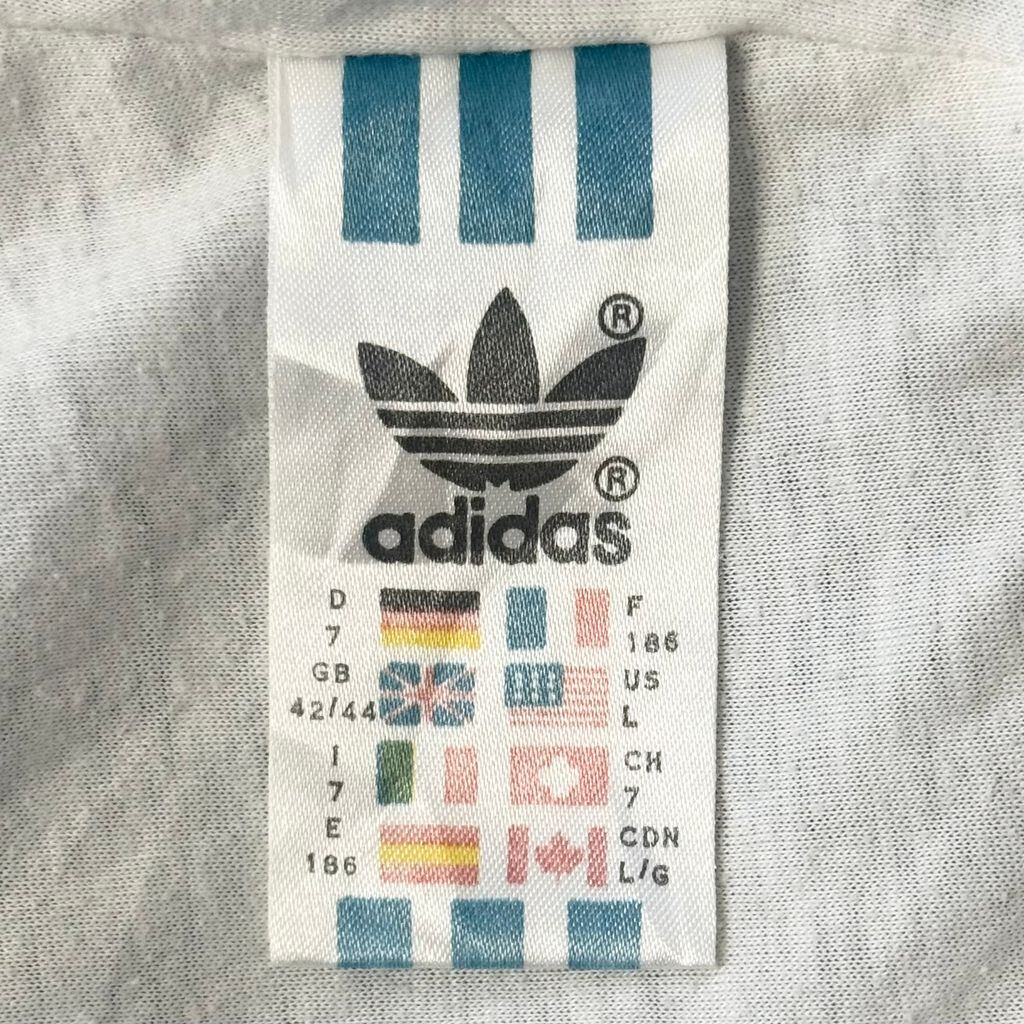 ®
®
adidas
D F
7 186
GB US
42/44 L
I CH
7 7
E CDN
186 L/G